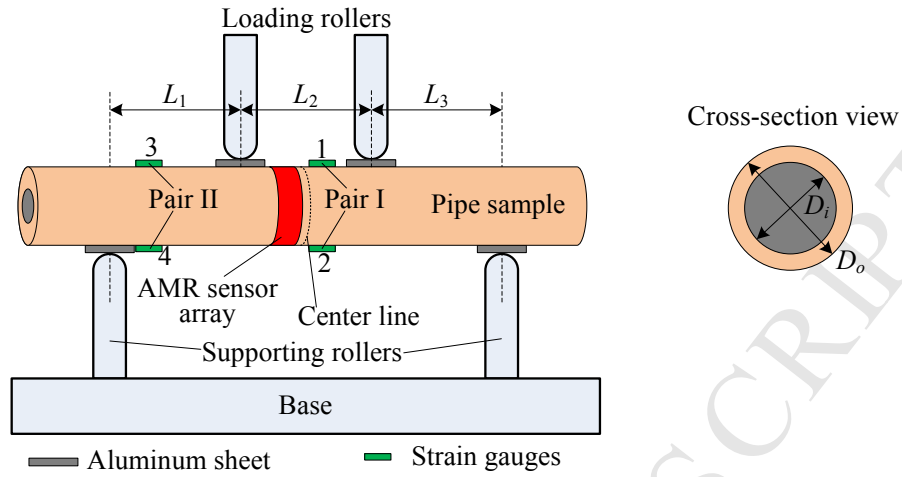 Loading rollers
L1
L2
L3
3
1
Pair II
Pair I
Pipe sample
4
2
AMR sensor
array
Center line
Supporting rollers
Base
Aluminum sheet
Strain gauges
Cross-section view
Di
Do
SCRIPT